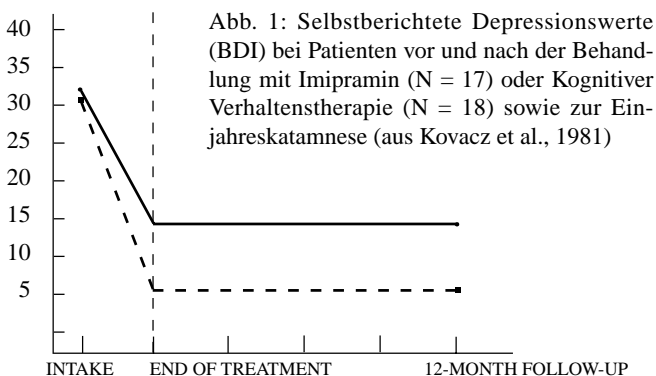 Abb. 1: Selbstberichtete Depressionswerte
(BDI) bei Patienten vor und nach der Behand-
lung mit Imipramin (N = 17) oder Kognitiver
Verhaltenstherapie (N = 18) sowie zur Ein-
jahreskatamnese (aus Kovacz et al., 1981)
40
35
30
25
20
15
10
5
INTAKE END OF TREATMENT 12-MONTH FOLLOW-UP